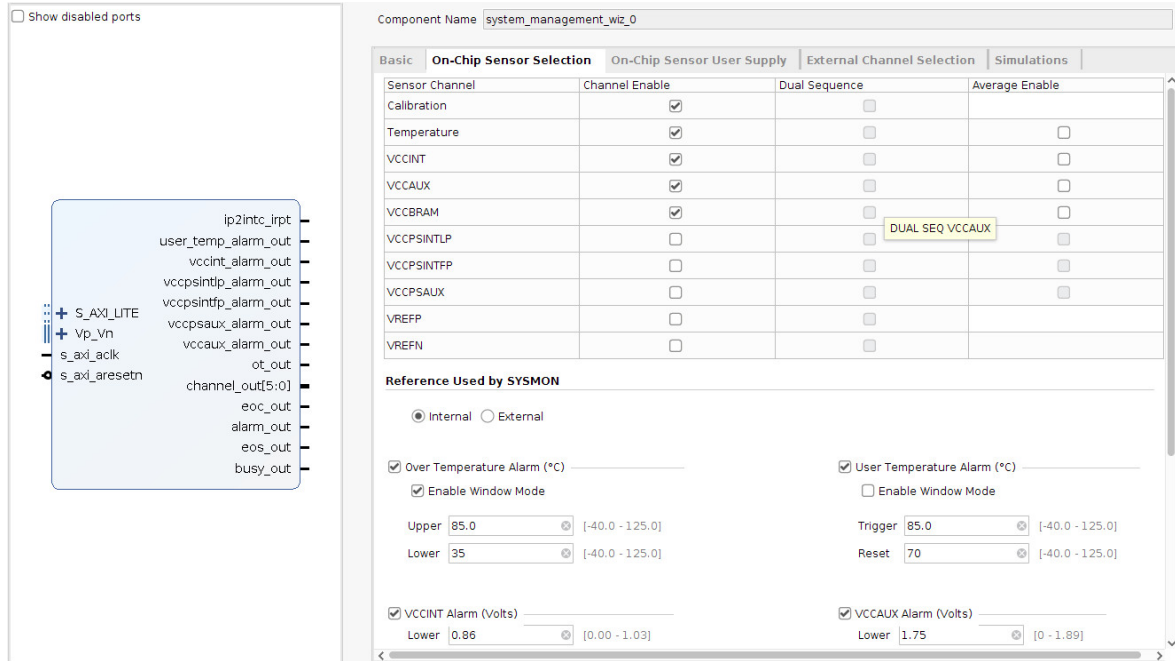 Show disabled ports
ip2intc_irpt
user_temp_alarm_out
vccint_alarm_out
vccpsintlp_alarm_out
vccpsintfp_alarm_out
S_AXI_LITE
vccpsaux_alarm_out
Vp_Vn
vccaux_alarm_out
s_axi_aclk
ot_out
s_axi_aresetn
channel_out[5:0]
eoc_out
alarm_out
eos_out
busy_out
Component Name system_management_wiz_0
Basic On-Chip Sensor Selection On-Chip Sensor User Supply External Channel Selection Simulations
Sensor Channel Channel Enable Dual Sequence Average Enable
Calibration
Temperature
VCCINT
VCCAUX
VCCBRAM
DUAL SEQ VCCAUX
VCCPSINTLP
VCCPSINTFP
VCCPSAUX
VREFP
VREFN
Reference Used by SYSMON
Internal External
Over Temperature Alarm (°C) User Temperature Alarm (°C)
Enable Window Mode Enable Window Mode
Upper 85.0 [-40.0 - 125.0] Trigger 85.0 [-40.0 - 125.0]
Lower 35 [-40.0 - 125.0] Reset 70 [-40.0 - 125.0]
VCCINT Alarm (Volts) VCCAUX Alarm (Volts)
Lower 0.86 [0.00 - 1.03] Lower 1.75 [0 - 1.89]